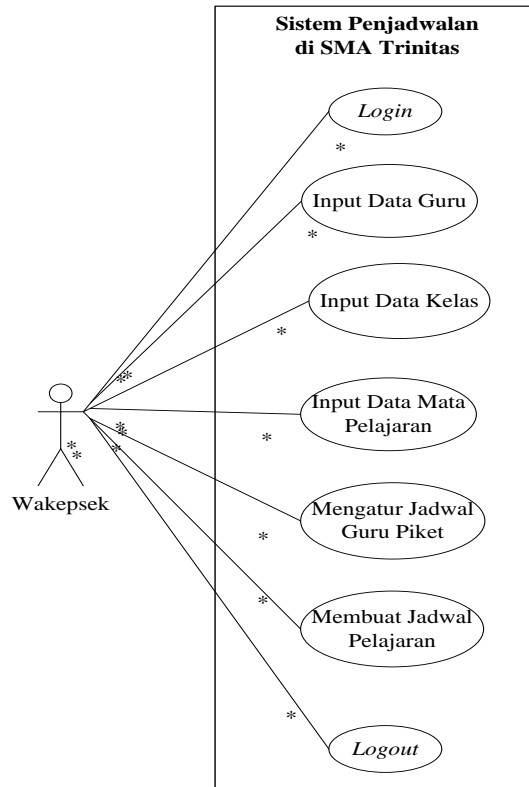 Sistem Penjadwalan
di SMA Trinitas
Login
*
Input Data Guru
*
Input Data Kelas
*
**
Input Data Mata
Pelajaran
*
*
*
*
**
Wakepsek
Mengatur Jadwal
Guru Piket
*
Membuat Jadwal
Pelajaran
*
*
Logout